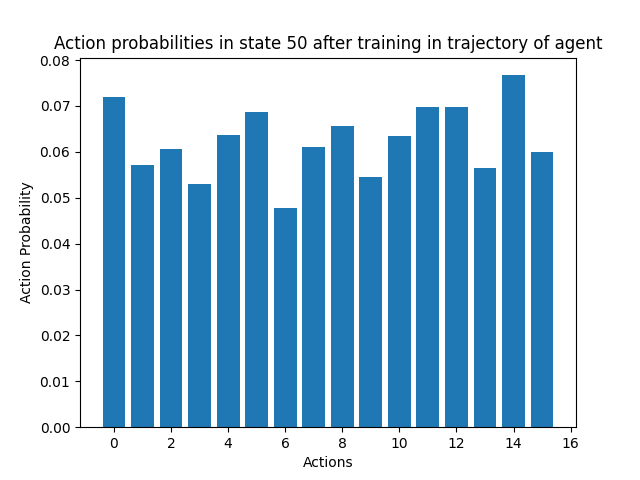 Action probabilities in state 50 after training in trajectory of agent
0.08
0.07
0.06
0.05
0.04
0.03
0.02
0.01
0.00
Action Probability
0 2 4 6 8 10 12 14 16
Actions